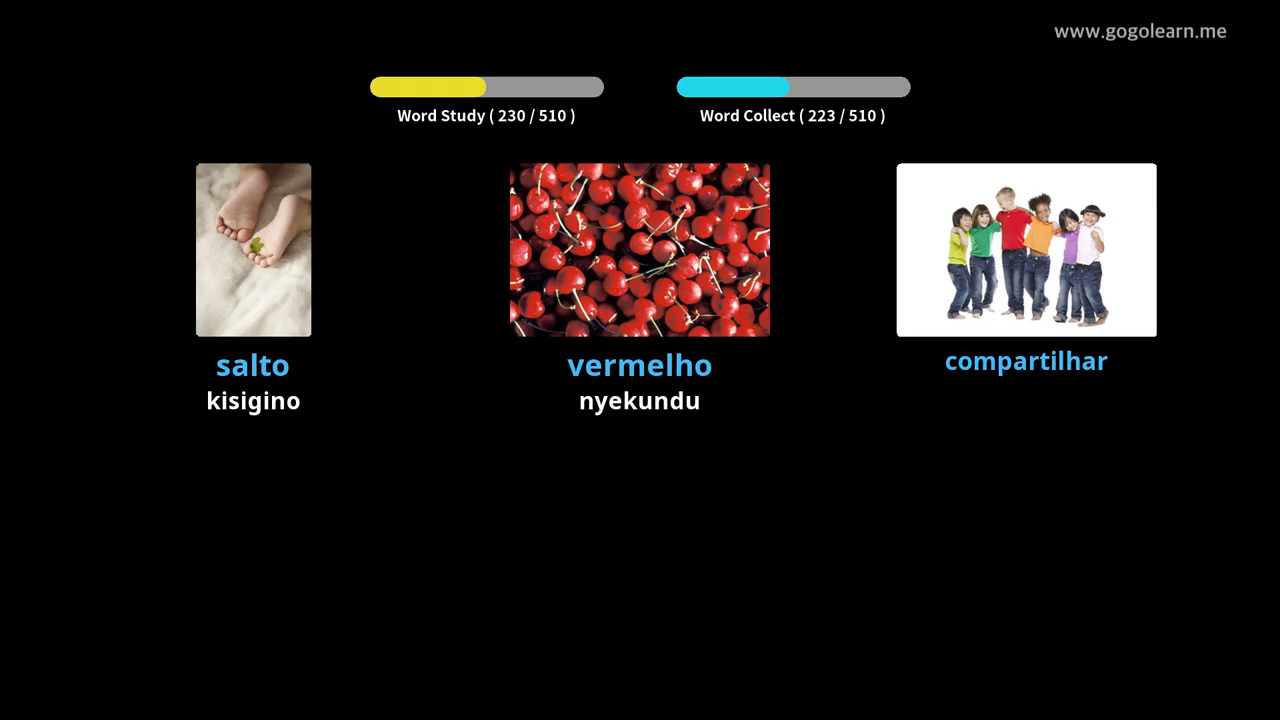 www.gogolearn.me
Word Study ( 230 / 510 )
Word Collect ( 223 / 510 )
salto
kisigino
vermelho
nyekundu
compartilhar